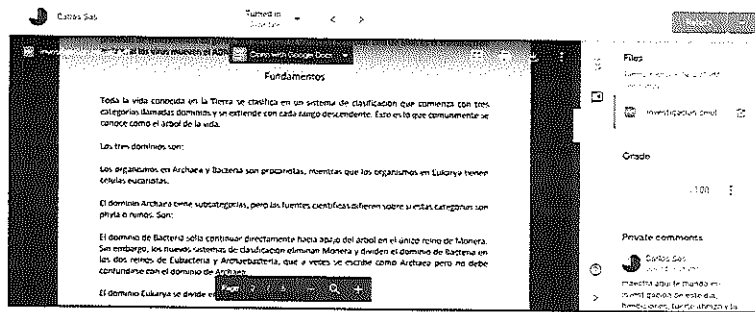 Carlos Sas
Turned in
Open with Google Docs
Fundamentos
Toda la vida conocida en la Tierra se clasifica en un sistema de clasificación que comienza con tres
categorías llamadas dominios y se extiende con cada rango descendente. Esto es lo que comúnmente se
conoce como el árbol de la vida.
Los tres dominios son:
Los organismos en Archaea y Bacteria son procariotas, mientras que los organismos en Eukarya tienen
células eucariotas.
El dominio Archaea tiene subcategorías, pero las fuentes científicas difieren sobre si estas categorías son
phyla o reinos. Son:
El dominio de Bacteria solía continuar directamente hacia abajo del árbol en el único reino de Monera.
Sin embargo, los nuevos sistemas de clasificación eliminan Monera y dividen el dominio de Bacteria en
los dos reinos de Eubacteria y Archaebacteria, que a veces se escribe como Archaea pero no debe
confundirse con el dominio de Archaea.
El dominio Eukarya se divide en
Page
Files
Grade
100
Private comments
Carlos Sas